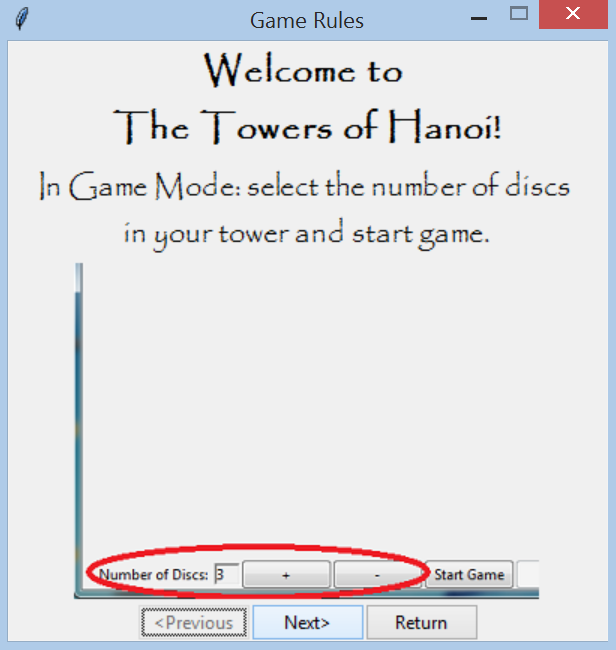 Game Rules
Welcome to
The Towers of Hanoi!
In Game Mode: select the number of discs
in your tower and start game.
Number of Discs: 3 + - Start Game
<Previous Next> Return